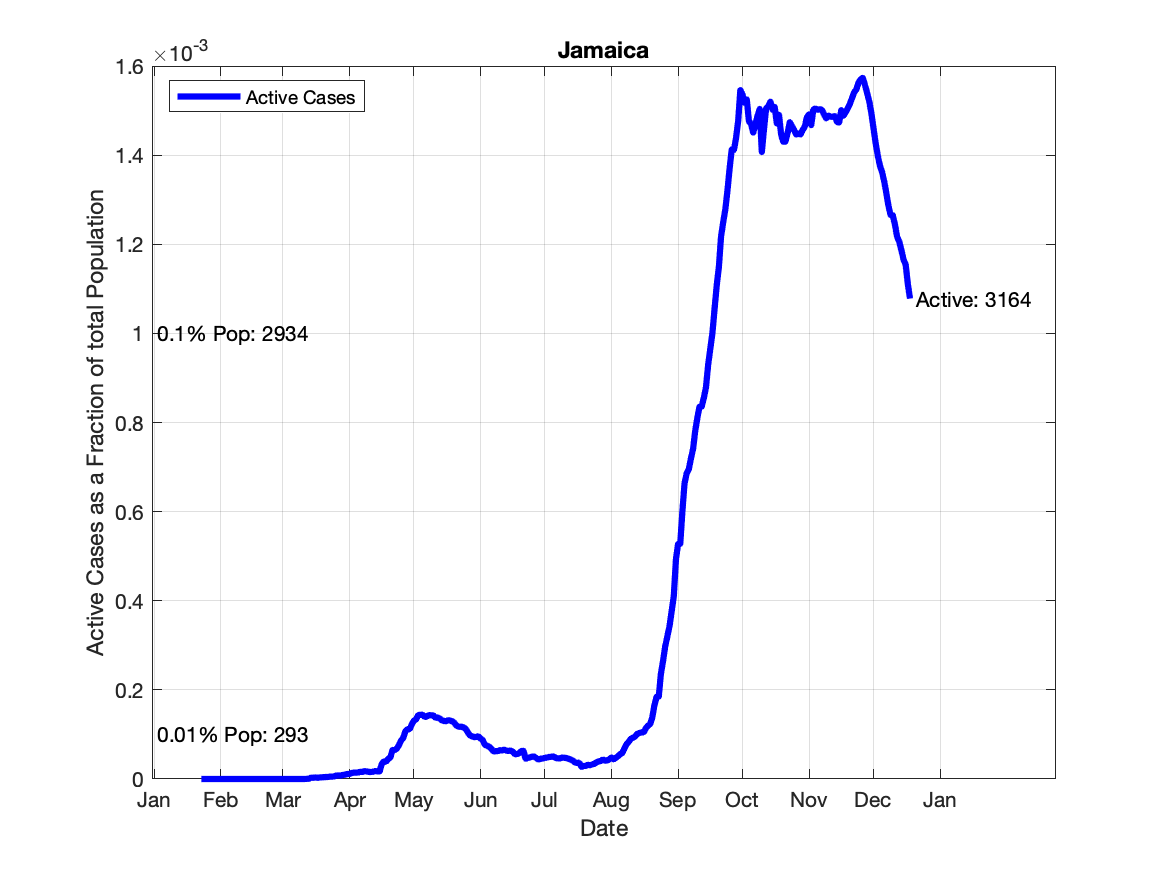 ×10-3
Jamaica
1.6
Active Cases
1.4
1.2
Active: 3164
1
0.1% Pop: 2934
0.8
0.6
0.4
0.2
0.01% Pop: 293
0
Active Cases as a Fraction of total Population
Jan Feb Mar Apr May Jun Jul Aug Sep Oct Nov Dec Jan
Date